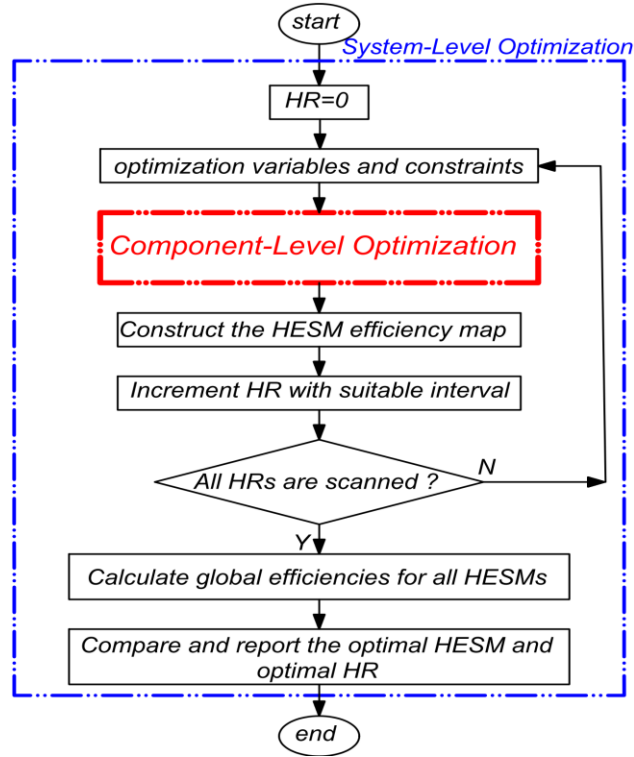 start
System-Level Optimization
HR=0
optimization variables and constraints
Component-Level Optimization
Construct the HESM efficiency map
Increment HR with suitable interval
All HRs are scanned ?
N
Y
Calculate global efficiencies for all HESMs
Compare and report the optimal HESM and
optimal HR
end